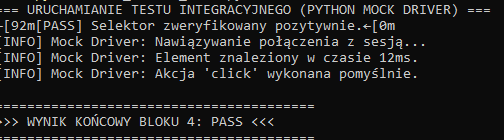 === URUCHAMIANIE TESTU INTEGRACYJNEGO (PYTHON MOCK DRIVER) ===
←[92m[PASS] Selektor zweryfikowany pozytywnie.←[0m
[INFO] Mock Driver: Nawiązywanie połączenia z sesją...
[INFO] Mock Driver: Element znaleziony w czasie 12ms.
[INFO] Mock Driver: Akcja 'click' wykonana pomyślnie.
========================================
>>> WYNIK KOŃCOWY BLOKU 4: PASS <<<
========================================